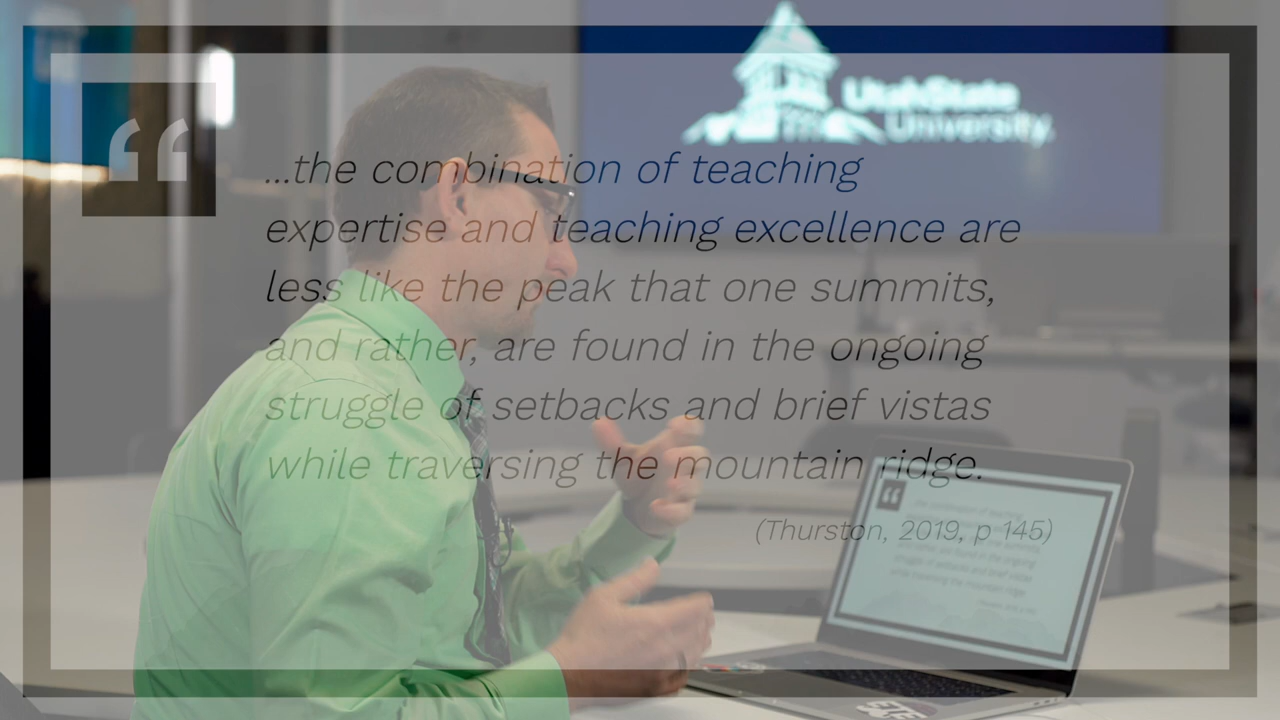 UtahState
University.
“
...the combination of teaching
expertise and teaching excellence are
less like the peak that one summits,
and rather, are found in the ongoing
struggle of setbacks and brief vistas
while traversing the mountain ridge.
(Thurston, 2019, p 145)
ETE